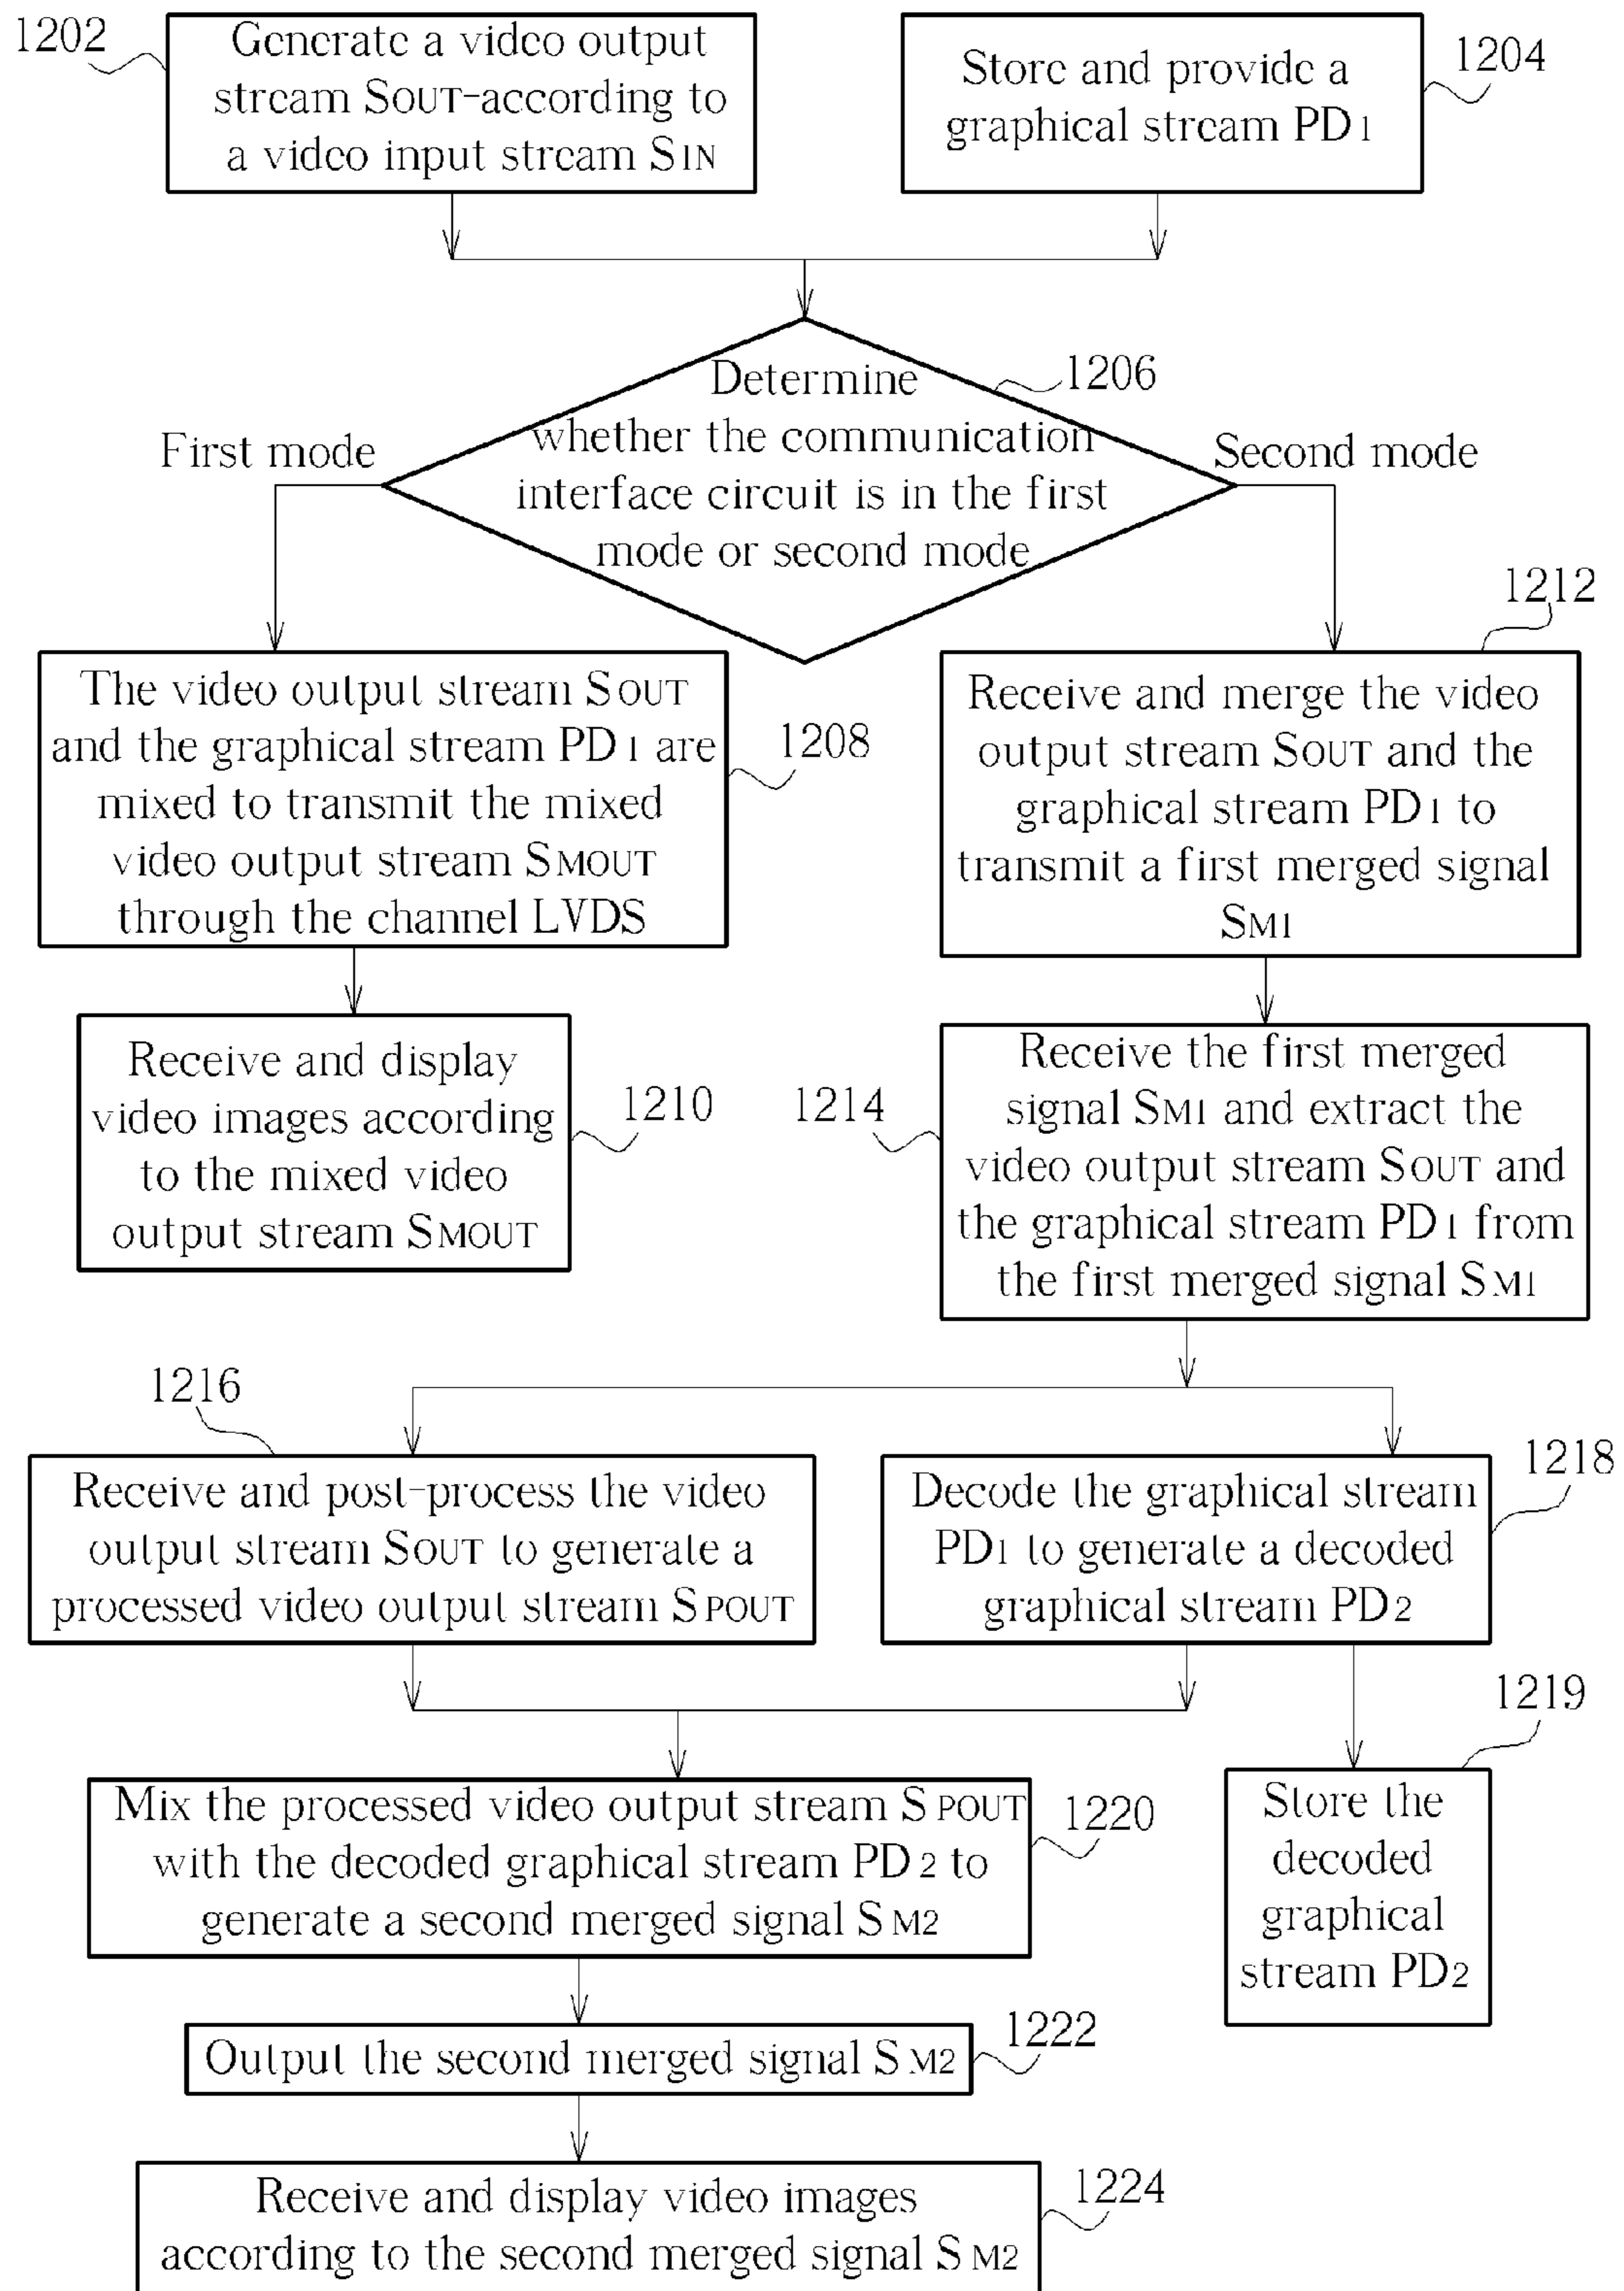 1202
Generate a video output
stream SOUT-according to
a video input stream SIN
Store and provide a
graphical stream PD1
1204
Determine
whether the communication
interface circuit is in the first
mode or second mode
1206
First mode
Second mode
The video output stream SOUT
and the graphical stream PD1 are
mixed to transmit the mixed
video output stream SMOUT
through the channel LVDS
1208
1212
Receive and merge the video
output stream SOUT and the
graphical stream PD1 to
transmit a first merged signal
SM1
Receive and display
video images according
to the mixed video
output stream SMOUT
1210
1214
Receive the first merged
signal SM1 and extract the
video output stream SOUT and
the graphical stream PD1 from
the first merged signal SM1
1216
Receive and post-process the video
output stream SOUT to generate a
processed video output stream SPOUT
Decode the graphical stream
PD1 to generate a decoded
graphical stream PD2
1218
1219
Mix the processed video output stream SPOUT
with the decoded graphical stream PD2 to
generate a second merged signal SM2
1220
Store the
decoded
graphical
stream PD2
Output the second merged signal SM2
1222
Receive and display video images
according to the second merged signal SM2
1224